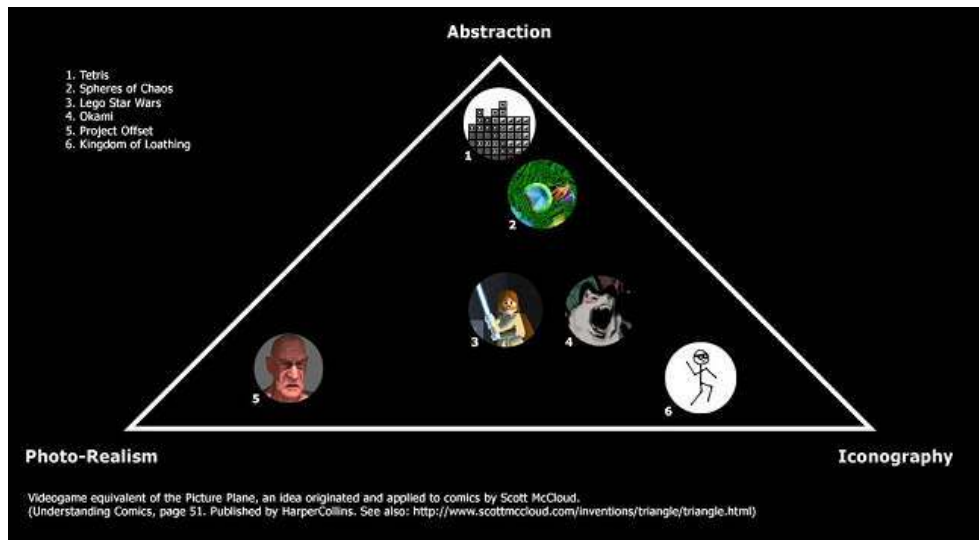 Abstraction
1. Tetris
2. Spheres of Chaos
3. Lego Star Wars
4. Okami
5. Project Offset
6. Kingdom of Loathing
1
2
3
4
5
6
Photo-Realism
Iconography
Videogame equivalent of the Picture Plane, an idea originated and applied to comics by Scott McCloud.
(Understanding Comics, page 51. Published by HarperCollins. See also: http://www.scottmccloud.com/inventions/triangle/triangle.html)